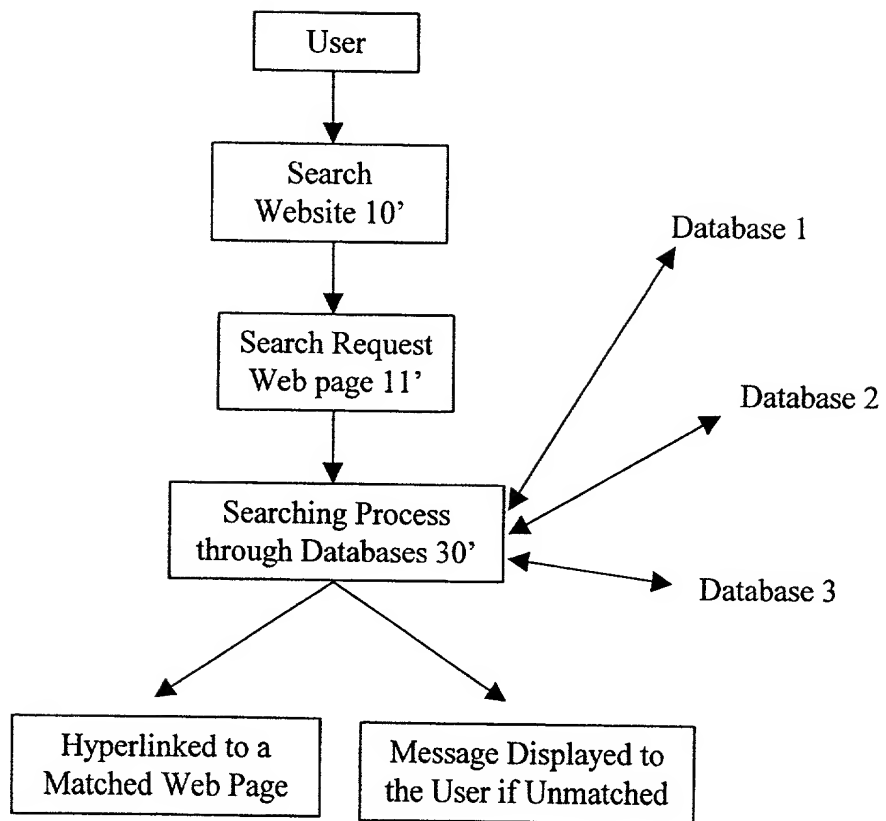 User
Search
Website 10’
Database 1
Search Request
Web page 11’
Database 2
Searching Process
through Databases 30’
Database 3
Hyperlinked to a
Matched Web Page
Message Displayed to
the User if Unmatched